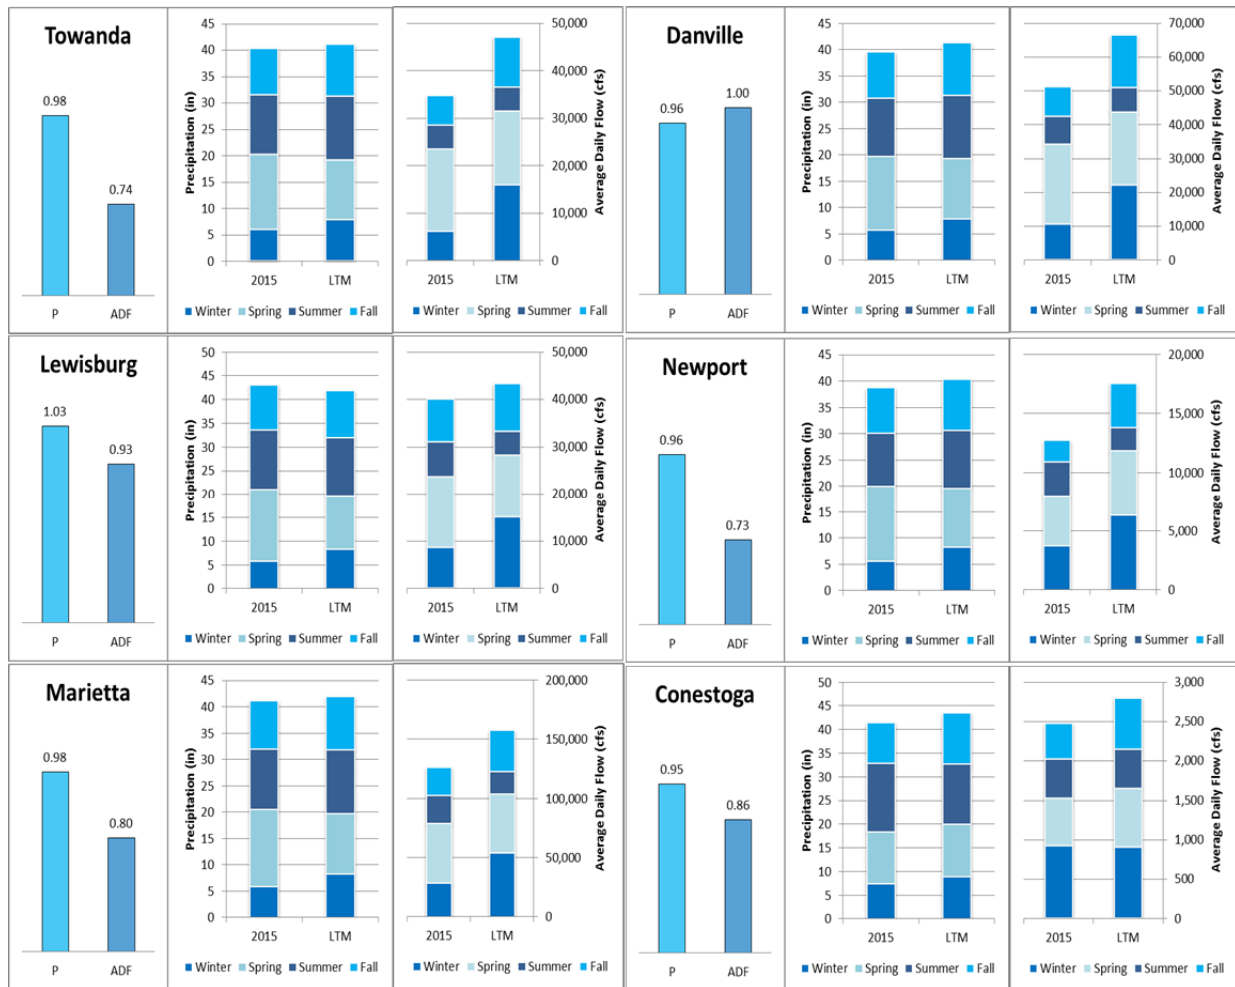 Towanda
0.98
0.74
P ADF
Precipitation (in)
45
40
35
30
25
20
15
10
5
0
2015 LTM
Winter Spring Summer Fall
50,000
40,000
30,000
20,000
10,000
0
Average Daily Flow (cfs)
2015 LTM
Winter Spring Summer Fall
Danville
0.96
1.00
P ADF
Precipitation (in)
45
40
35
30
25
20
15
10
5
0
2015 LTM
Winter Spring Summer Fall
70,000
60,000
50,000
40,000
30,000
20,000
10,000
0
Average Daily Flow (cfs)
2015 LTM
Winter Spring Summer Fall
Lewisburg
1.03
0.93
P ADF
Precipitation (in)
50
45
40
35
30
25
20
15
10
5
0
2015 LTM
Winter Spring Summer Fall
50,000
40,000
30,000
20,000
10,000
0
Average Daily Flow (cfs)
2015 LTM
Winter Spring Summer Fall
Newport
0.96
0.73
P ADF
Precipitation (in)
45
40
35
30
25
20
15
10
5
0
2015 LTM
Winter Spring Summer Fall
20,000
15,000
10,000
5,000
0
Average Daily Flow (cfs)
2015 LTM
Winter Spring Summer Fall
Marietta
0.98
0.80
P ADF
Precipitation (in)
45
40
35
30
25
20
15
10
5
0
2015 LTM
Winter Spring Summer Fall
200,000
150,000
100,000
50,000
0
Average Daily Flow (cfs)
2015 LTM
Winter Spring Summer Fall
Conestoga
0.95
0.86
P ADF
Precipitation (in)
50
45
40
35
30
25
20
15
10
5
0
2015 LTM
Winter Spring Summer Fall
3,000
2,500
2,000
1,500
1,000
500
0
Average Daily Flow (cfs)
2015 LTM
Winter Spring Summer Fall